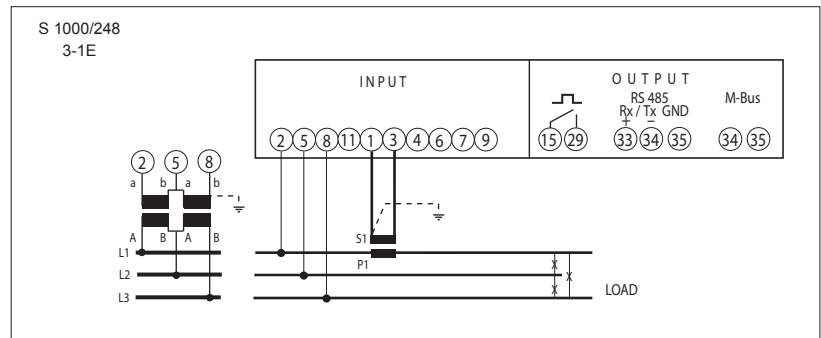 S 1000/248
3-1E
INPUT
OUTPUT
RS 485
Rx / Tx GND
+ −
M-Bus
2 5 8 11 1 3 4 6 7 9
15 29 33 34 35 34 35
2 5 8
a b a b
A B A B
S1
P1
L1
L2
L3
LOAD